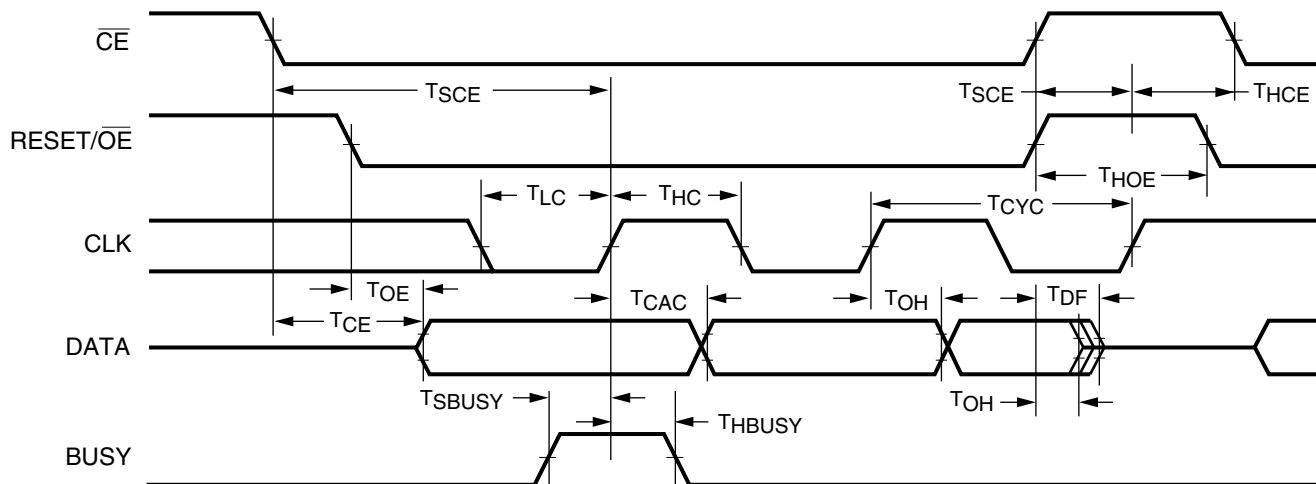 CE
TSCE TSCE THCE
RESET/OE
TLC THC THOE
TCYC
CLK
TOE TCAC TOH TDF
TCE
DATA
TSBUSY TOH
THBUSY
BUSY